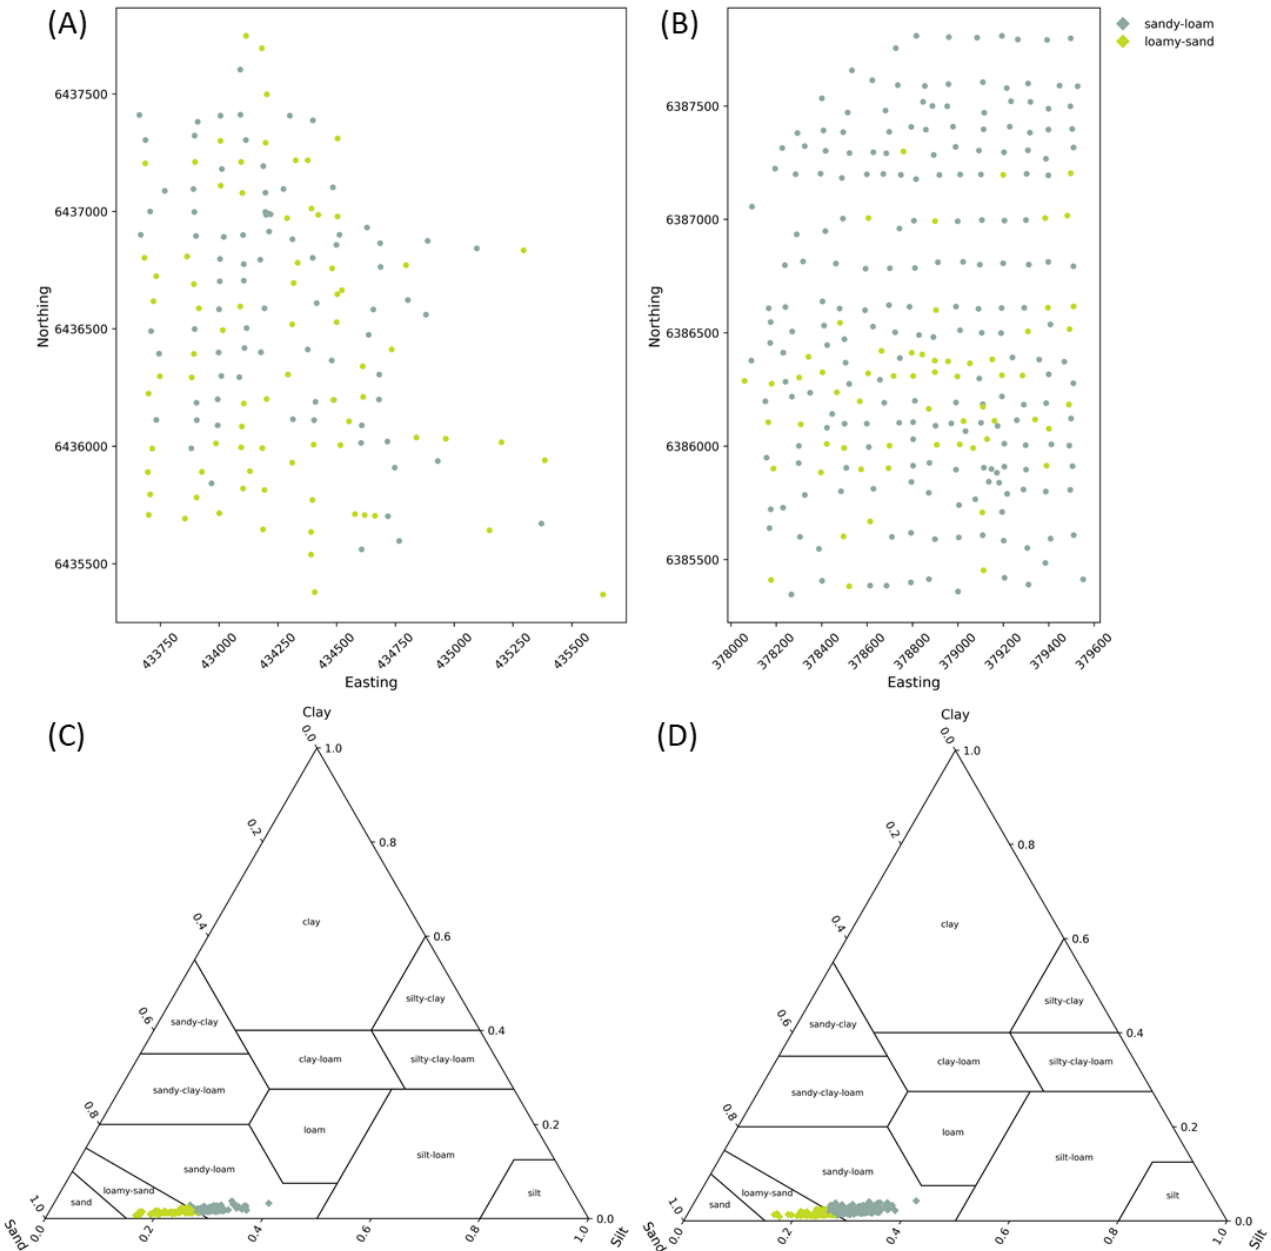 (A)
(B)
sandy-loam
loamy-sand
6437500
6437000
6436500
6436000
6435500
Northing
433750
434000
434250
434500
434750
435000
435250
435500
Easting
6387500
6387000
6386500
6386000
6385500
Northing
378000
378200
378400
378600
378800
379000
379200
379400
379600
Easting
(C)
Clay
0.0
1.0
0.2
0.8
0.4
clay
0.6
silty-clay
0.6
sandy-clay
0.4
clay-loam
silty-clay-loam
sandy-clay-loam
0.8
0.2
loam
silt-loam
sandy-loam
loamy-sand
sand
silt
1.0
0.0
Sand
0.0
0.2
0.4
0.6
0.8
1.0
Silt
(D)
Clay
0.0
1.0
0.2
0.8
0.4
clay
0.6
silty-clay
0.6
sandy-clay
0.4
clay-loam
silty-clay-loam
sandy-clay-loam
0.8
0.2
loam
silt-loam
sandy-loam
loamy-sand
sand
silt
1.0
0.0
Sand
0.0
0.2
0.4
0.6
0.8
1.0
Silt